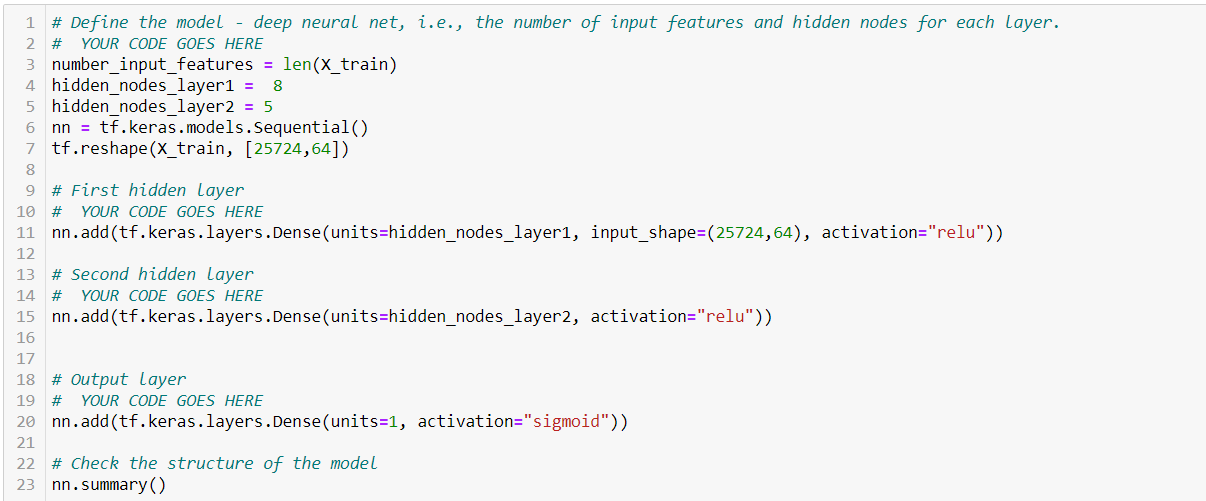 1 # Define the model - deep neural net, i.e., the number of input features and hidden nodes for each layer.
2 #  YOUR CODE GOES HERE
3 number_input_features = len(X_train)
4 hidden_nodes_layer1 =  8
5 hidden_nodes_layer2 = 5
6 nn = tf.keras.models.Sequential()
7 tf.reshape(X_train, [25724,64])
8
9 # First hidden layer
10 #  YOUR CODE GOES HERE
11 nn.add(tf.keras.layers.Dense(units=hidden_nodes_layer1, input_shape=(25724,64), activation="relu"))
12
13 # Second hidden layer
14 #  YOUR CODE GOES HERE
15 nn.add(tf.keras.layers.Dense(units=hidden_nodes_layer2, activation="relu"))
16
17
18 # Output layer
19 #  YOUR CODE GOES HERE
20 nn.add(tf.keras.layers.Dense(units=1, activation="sigmoid"))
21
22 # Check the structure of the model
23 nn.summary()